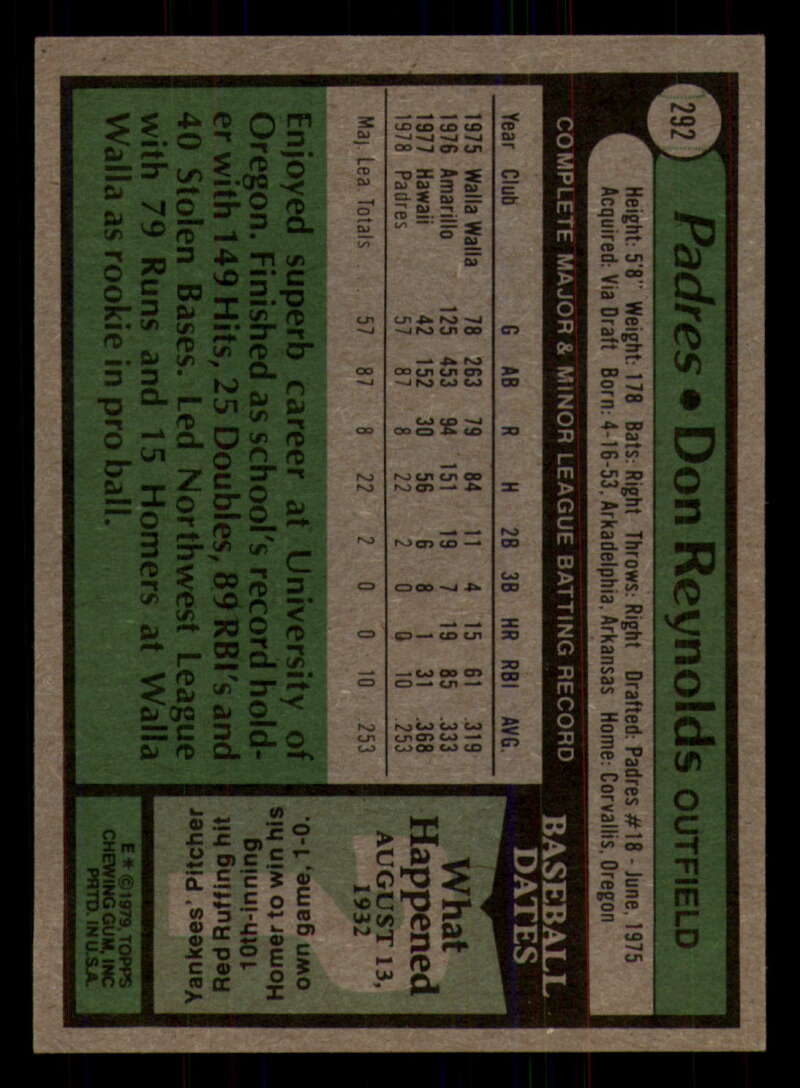 292
Padres • Don Reynolds OUTFIELD
Height: 5'8" Weight: 178 Bats: Right Throws: Right Drafted: Padres #18 - June, 1975
Acquired: Via Draft Born: 4-16-53, Arkadelphia, Arkansas Home: Corvallis, Oregon
COMPLETE MAJOR & MINOR LEAGUE BATTING RECORD
Year Club G AB R H 2B 3B HR RBI AVG.
1975 Walla Walla 78 263 79 84 11 4 15 61 .319
1976 Amarillo 125 453 94 151 19 7 19 85 .333
1977 Hawaii 42 152 30 56 6 8 1 31 .368
1978 Padres 57 87 8 22 2 0 0 10 .253
Maj. Lea Totals 57 87 8 22 2 0 0 10 .253
Enjoyed superb career at University of
Oregon. Finished as school's record hold-
er with 149 Hits, 25 Doubles, 89 RBI's and
40 Stolen Bases. Led Northwest League
with 79 Runs and 15 Homers at Walla
Walla as rookie in pro ball.
BASEBALL
DATES
What
Happened
AUGUST 13,
1932
Yankees' Pitcher
Red Ruffing hit
10th-inning
Homer to win his
own game, 1-0.
E * © 1979, TOPPS
CHEWING GUM, INC
PRTD. IN U.S.A.